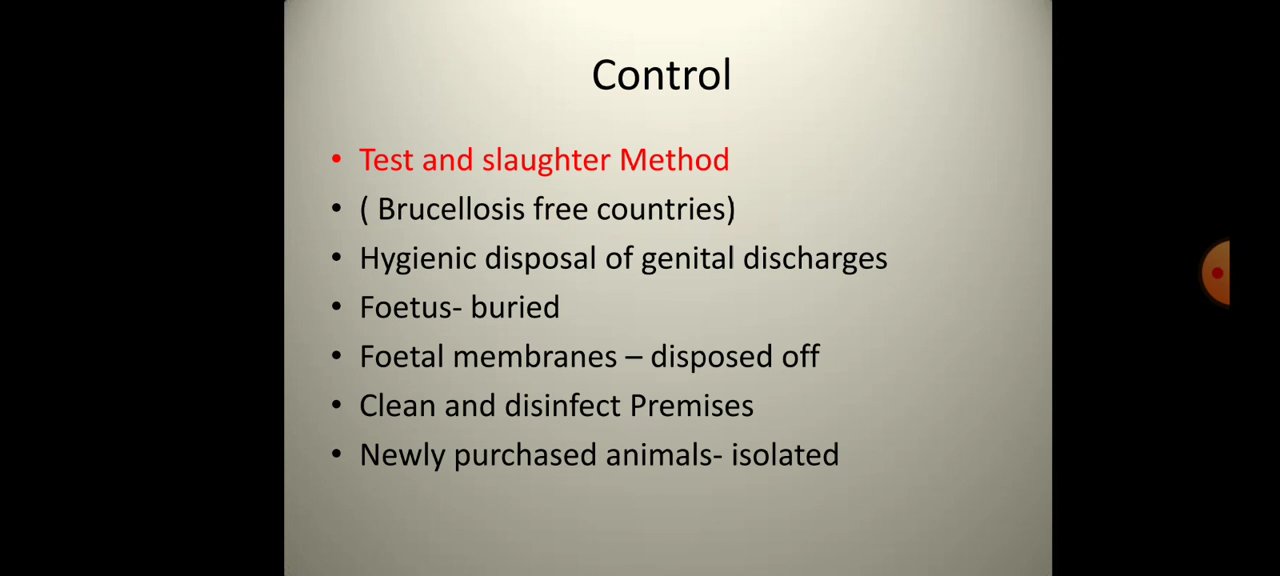 Control
• Test and slaughter Method
• ( Brucellosis free countries)
• Hygienic disposal of genital discharges
• Foetus- buried
• Foetal membranes – disposed off
• Clean and disinfect Premises
• Newly purchased animals- isolated